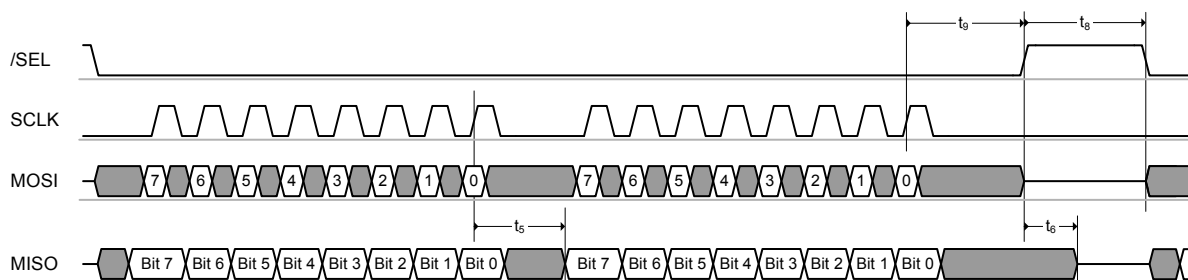 t9 t8
/SEL
SCLK
MOSI 7 6 5 4 3 2 1 0 7 6 5 4 3 2 1 0
t5 t6
MISO Bit 7 Bit 6 Bit 5 Bit 4 Bit 3 Bit 2 Bit 1 Bit 0 Bit 7 Bit 6 Bit 5 Bit 4 Bit 3 Bit 2 Bit 1 Bit 0